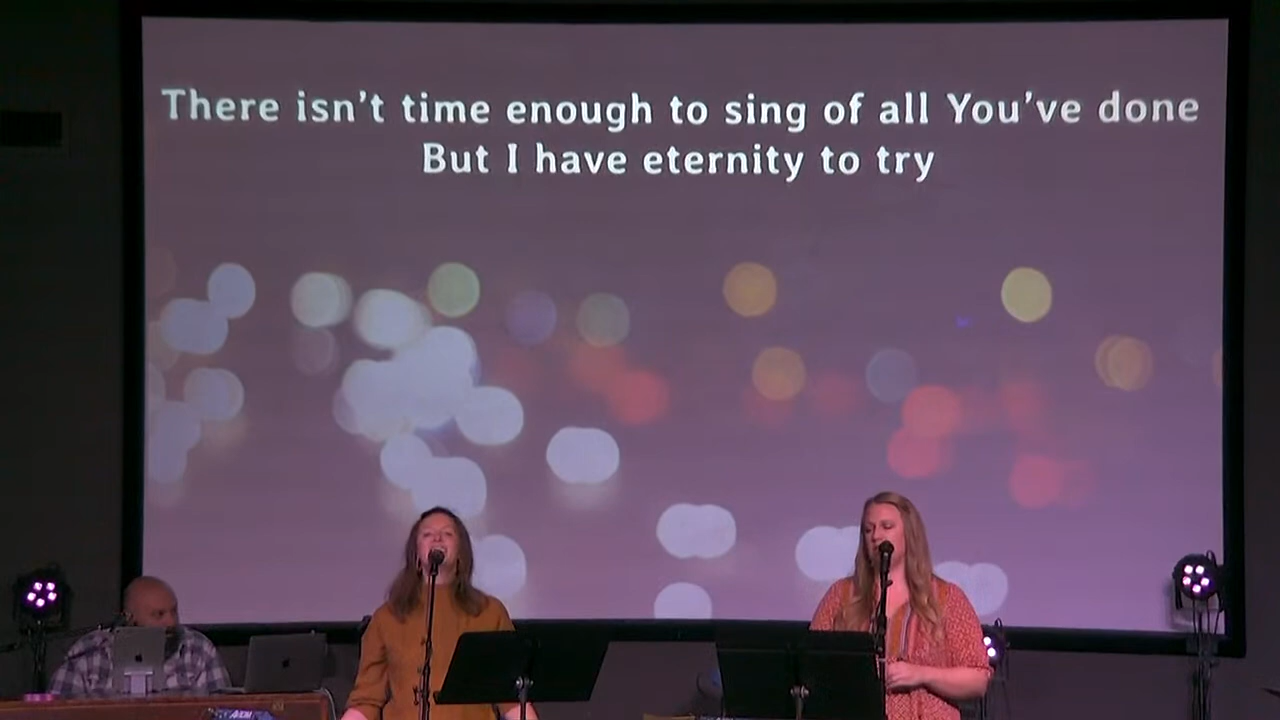 There isn't time enough to sing of all You've done
But I have eternity to try